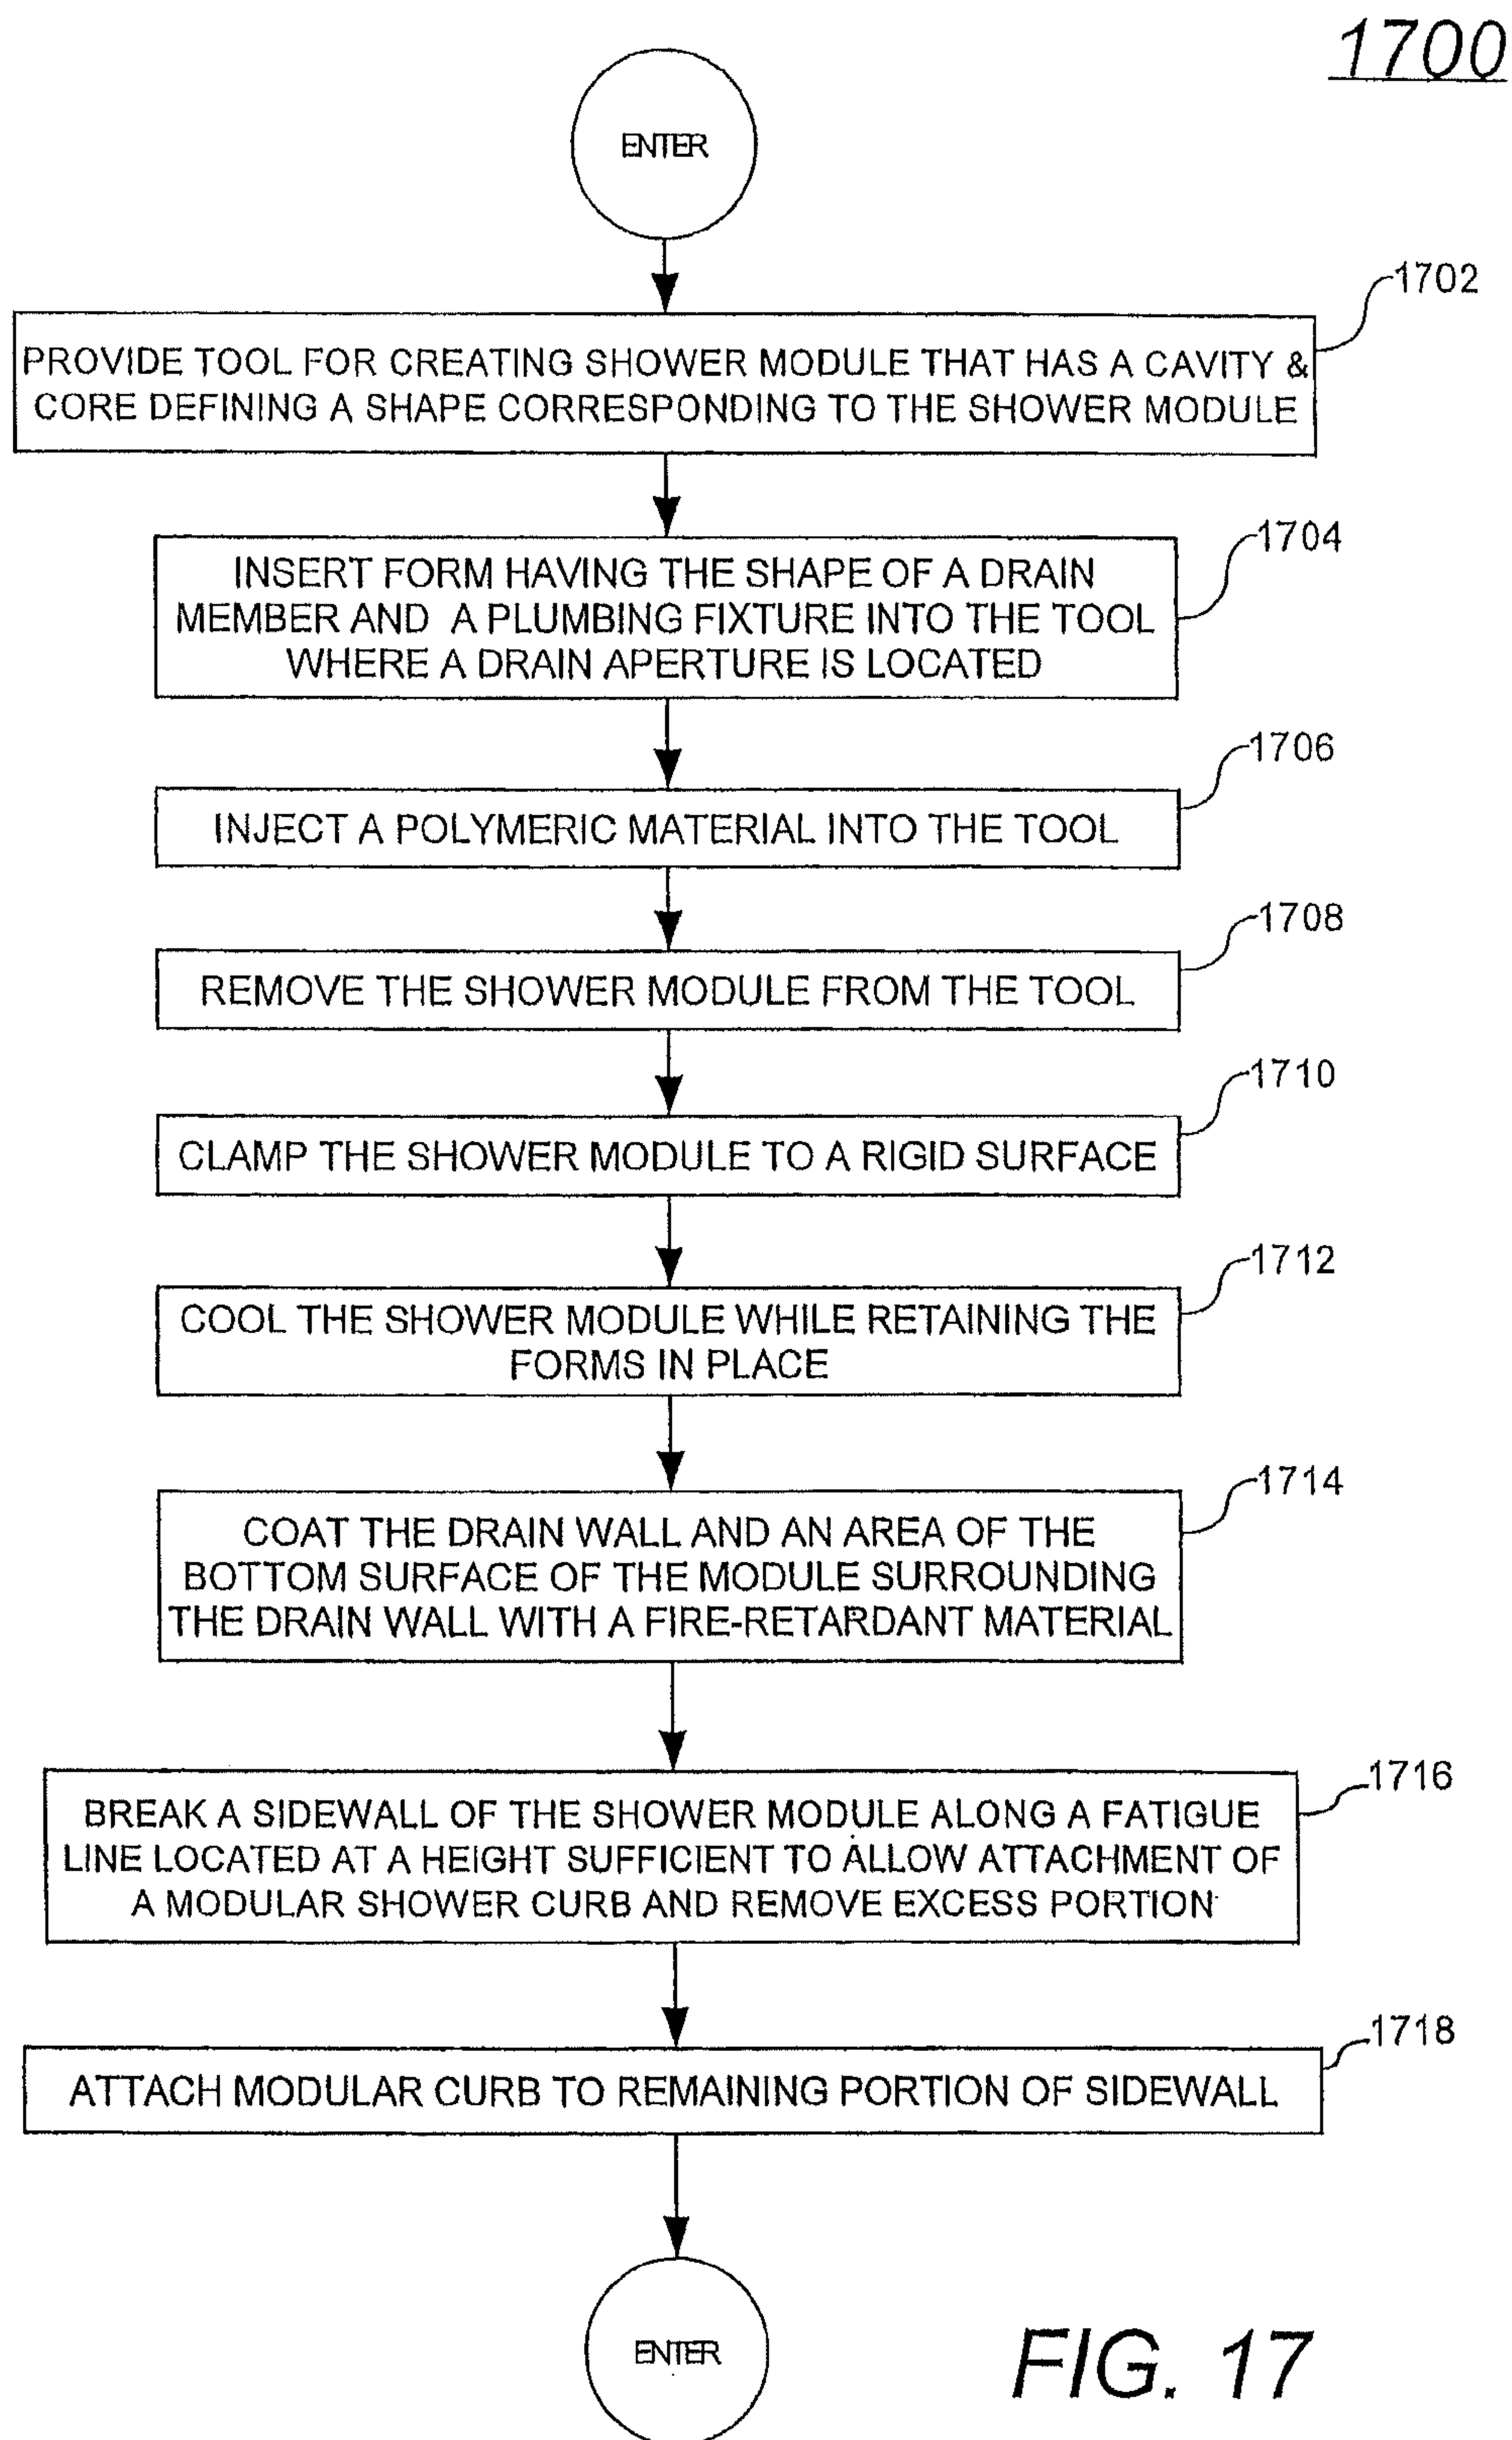 1700
ENTER
1702
PROVIDE TOOL FOR CREATING SHOWER MODULE THAT HAS A CAVITY &
CORE DEFINING A SHAPE CORRESPONDING TO THE SHOWER MODULE
1704
INSERT FORM HAVING THE SHAPE OF A DRAIN
MEMBER AND A PLUMBING FIXTURE INTO THE TOOL
WHERE A DRAIN APERTURE IS LOCATED
1706
INJECT A POLYMERIC MATERIAL INTO THE TOOL
1708
REMOVE THE SHOWER MODULE FROM THE TOOL
1710
CLAMP THE SHOWER MODULE TO A RIGID SURFACE
1712
COOL THE SHOWER MODULE WHILE RETAINING THE
FORMS IN PLACE
1714
COAT THE DRAIN WALL AND AN AREA OF THE
BOTTOM SURFACE OF THE MODULE SURROUNDING
THE DRAIN WALL WITH A FIRE-RETARDANT MATERIAL
1716
BREAK A SIDEWALL OF THE SHOWER MODULE ALONG A FATIGUE
LINE LOCATED AT A HEIGHT SUFFICIENT TO ALLOW ATTACHMENT OF
A MODULAR SHOWER CURB AND REMOVE EXCESS PORTION
1718
ATTACH MODULAR CURB TO REMAINING PORTION OF SIDEWALL
ENTER
FIG. 17